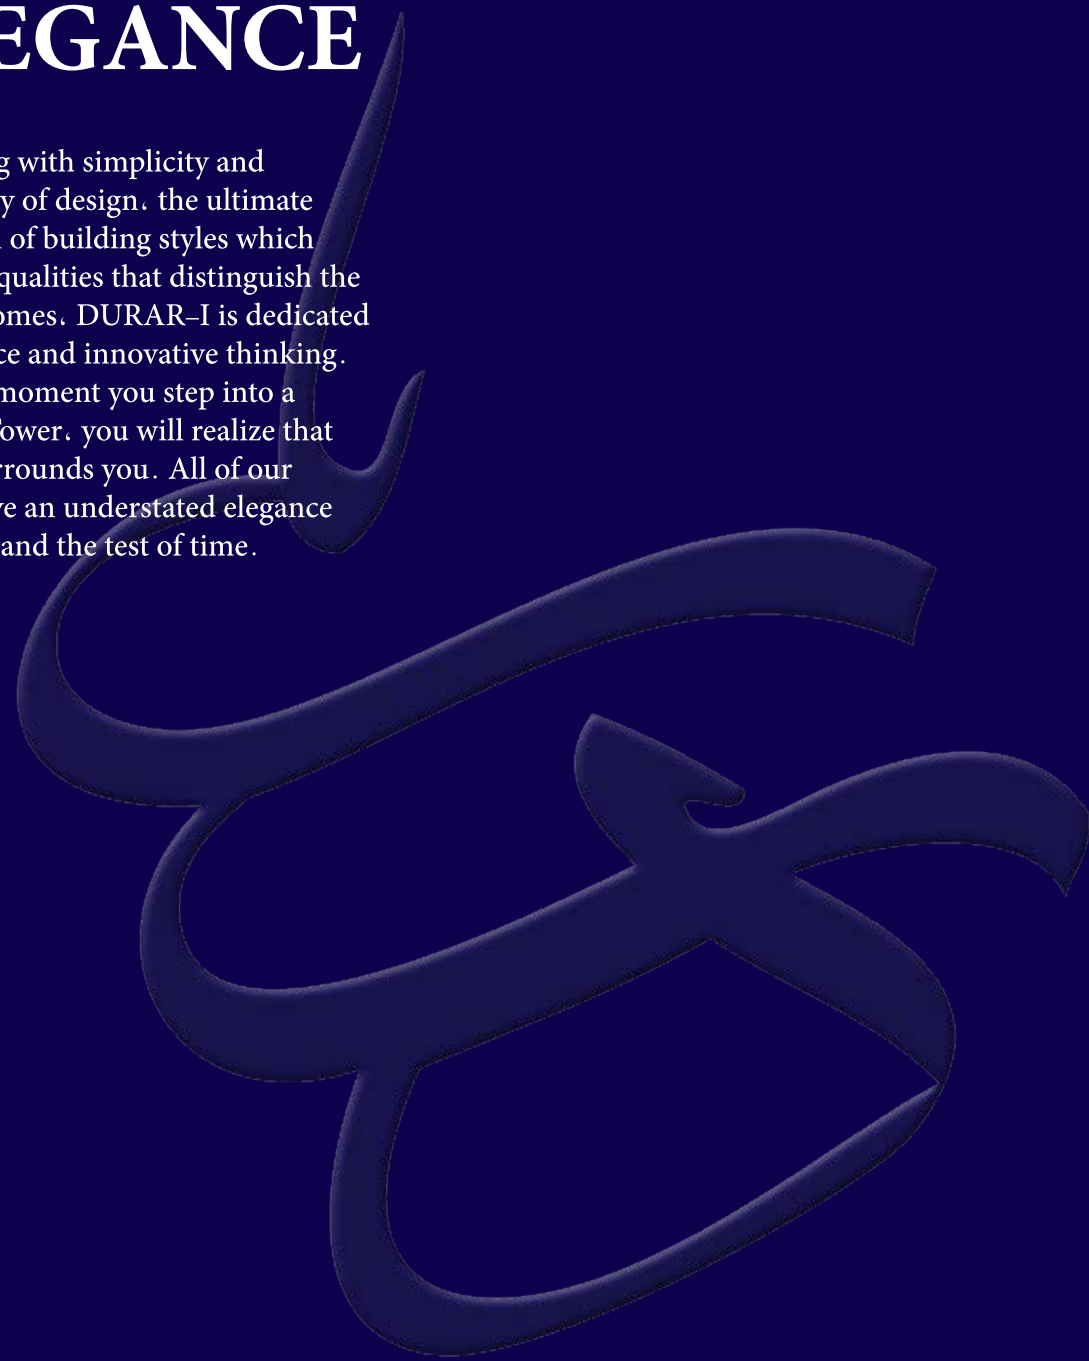 EGANCE
g with simplicity and
y of design، the ultimate
of building styles which
qualities that distinguish the
omes، DURAR–I is dedicated
ce and innovative thinking.
moment you step into a
ower، you will realize that
rrounds you. All of our
ve an understated elegance
and the test of time.